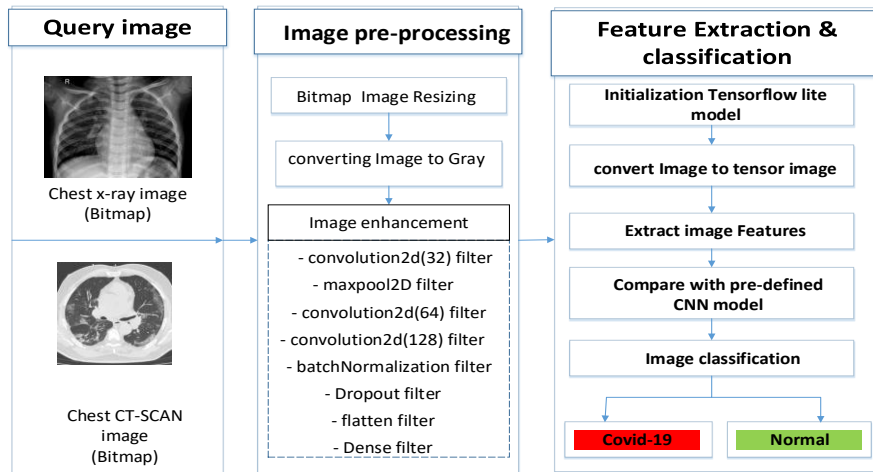 Query image
R
Chest x-ray image
(Bitmap)
Chest CT-SCAN
image
(Bitmap)
Image pre-processing
Bitmap Image Resizing
converting Image to Gray
Image enhancement
- convolution2d(32) filter
- maxpool2D filter
- convolution2d(64) filter
- convolution2d(128) filter
- batchNormalization filter
- Dropout filter
- flatten filter
- Dense filter
Feature Extraction &
classification
Initialization Tensorflow lite
model
convert Image to tensor image
Extract image Features
Compare with pre-defined
CNN model
Image classification
Covid-19
Normal